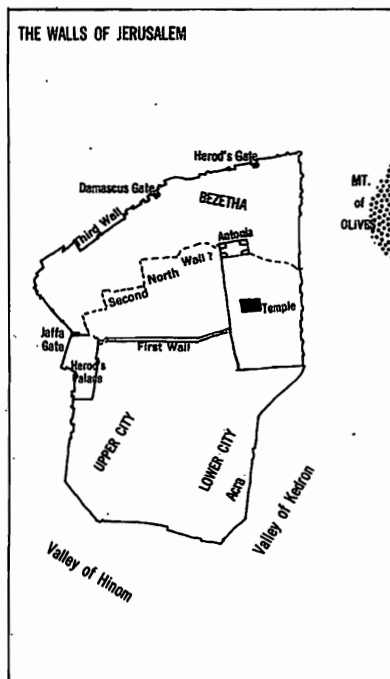 THE WALLS OF JERUSALEM
Herod's Gate
Damascus Gate
MT.
of
OLIVES
BEZETHA
Third Wall
Antonia
Second North Wall ?
Temple
Jaffa
Gate
First Wall
Herod's
Palace
UPPER CITY
LOWER CITY
Acra
Valley of Kedron
Valley of Hinom